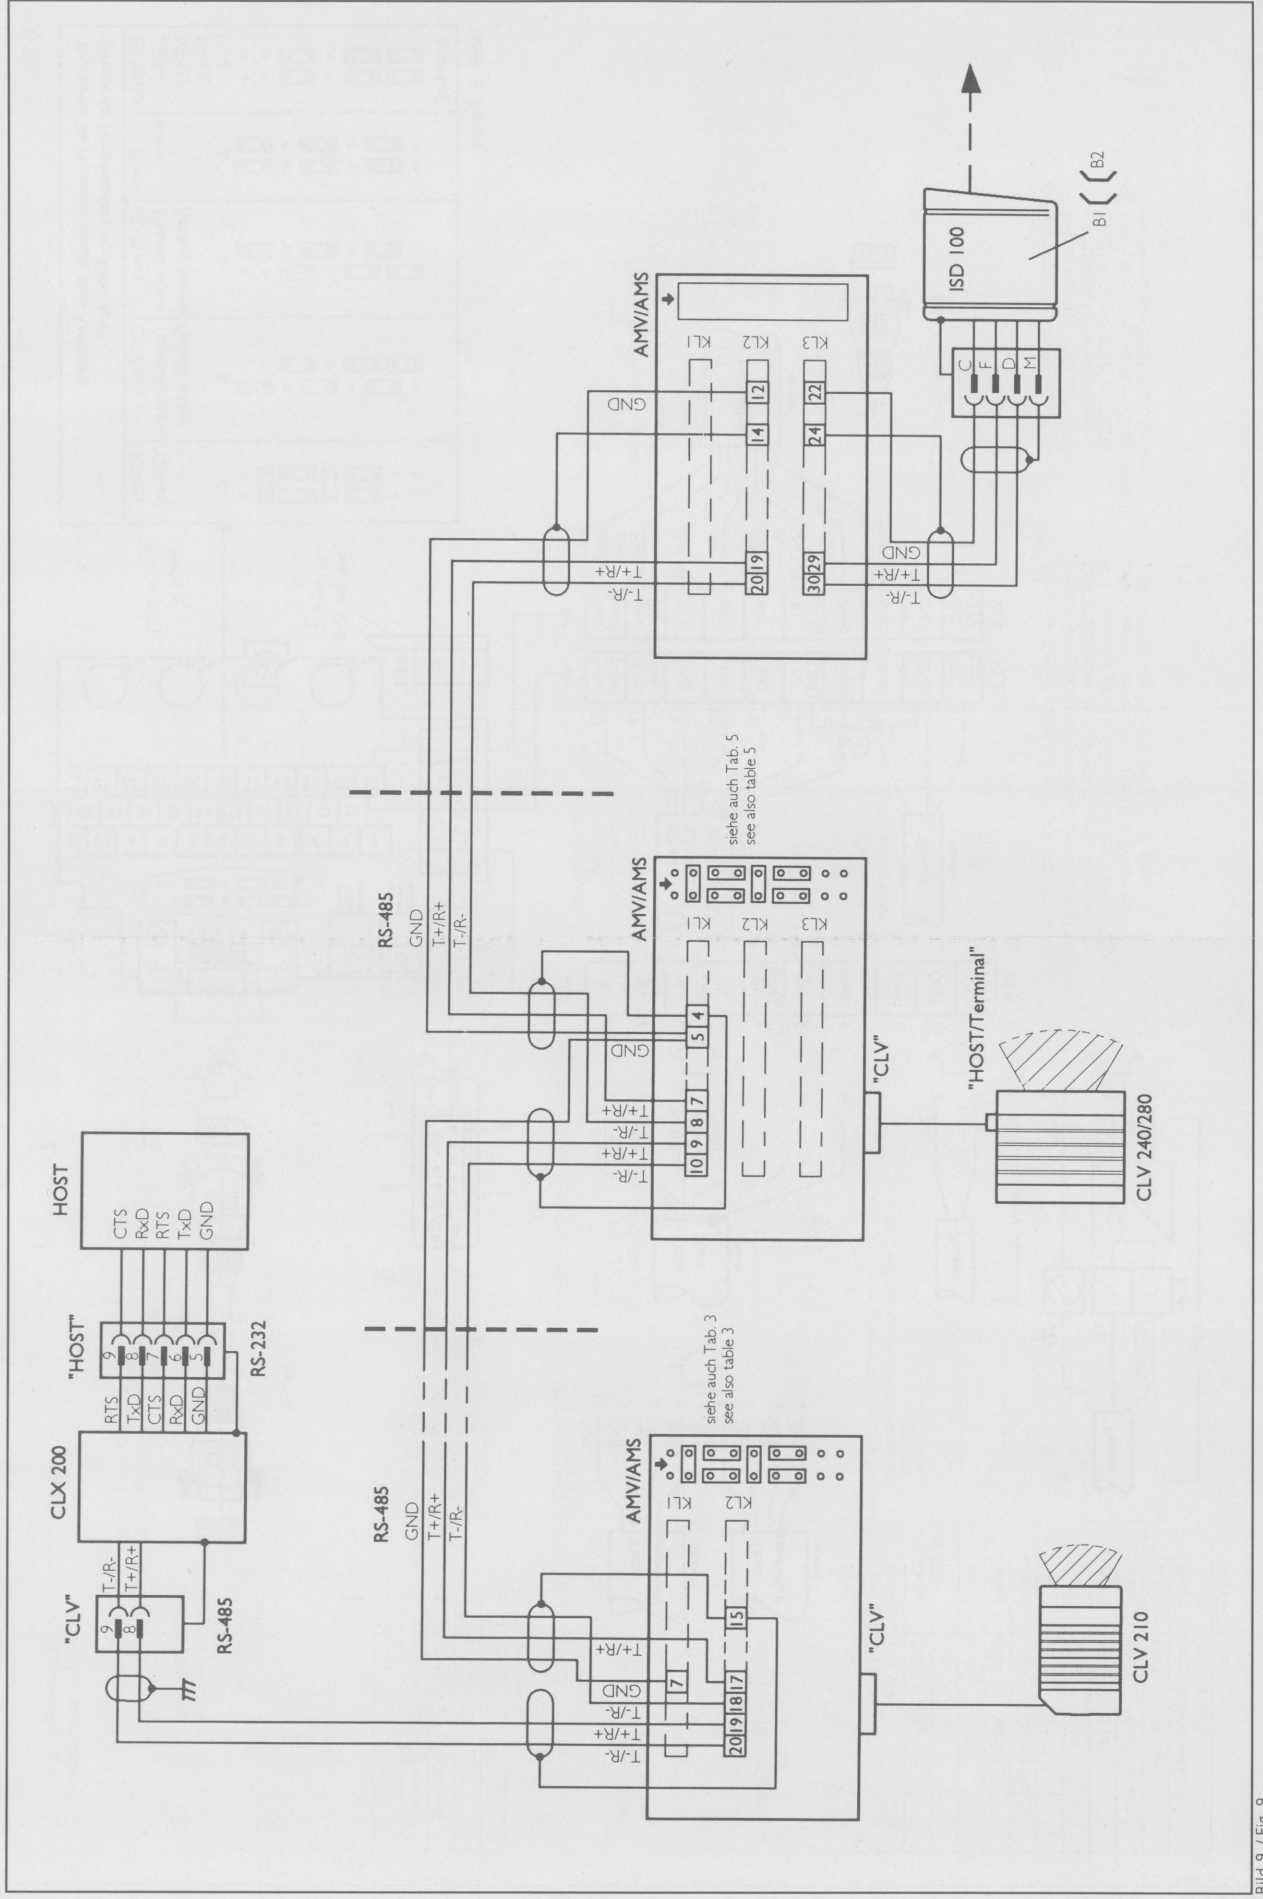 "CLV"
CLX 200
"HOST"
HOST
T-/R-
T+/R+
9
8
RS-485
RTS
TxD
CTS
RxD
GND
9
8
7
6
5
RS-232
CTS
RxD
RTS
TxD
GND
RS-485
GND
T+/R+
T-/R-
RS-485
GND
T+/R+
T-/R-
AMV/AMS
KL1
KL2
T-/R-
T+/R+
T-/R-
GND
T+/R+
7
20
19
18
17
15
siehe auch Tab. 3
see also table 3
"CLV"
CLV 210
AMV/AMS
KL1
KL2
KL3
T-/R-
T+/R+
T-/R-
T+/R+
GND
10
9
8
7
5
4
siehe auch Tab. 5
see also table 5
"CLV"
"HOST/Terminal"
CLV 240/280
AMV/AMS
KL1
KL2
KL3
T-/R-
T+/R+
GND
20
19
14
12
30
29
24
22
T-/R-
T+/R+
GND
C
F
D
M
ISD 100
B1
B2
Bild 9 / Fig. 9